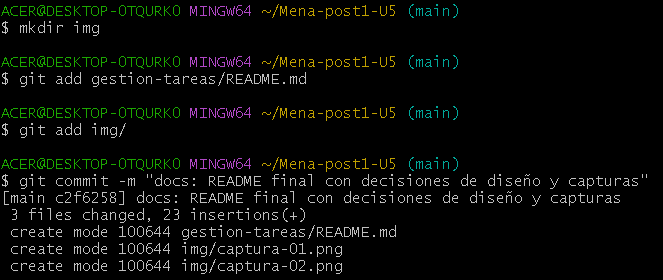 ACER@DESKTOP-OTQURKO MINGW64 ~/Mena-post1-U5 (main)
$ mkdir img
ACER@DESKTOP-OTQURKO MINGW64 ~/Mena-post1-U5 (main)
$ git add gestion-tareas/README.md
ACER@DESKTOP-OTQURKO MINGW64 ~/Mena-post1-U5 (main)
$ git add img/
ACER@DESKTOP-OTQURKO MINGW64 ~/Mena-post1-U5 (main)
$ git commit -m "docs: README final con decisiones de diseño y capturas"
[main c2f6258] docs: README final con decisiones de diseño y capturas
3 files changed, 23 insertions(+)
create mode 100644 gestion-tareas/README.md
create mode 100644 img/captura-01.png
create mode 100644 img/captura-02.png